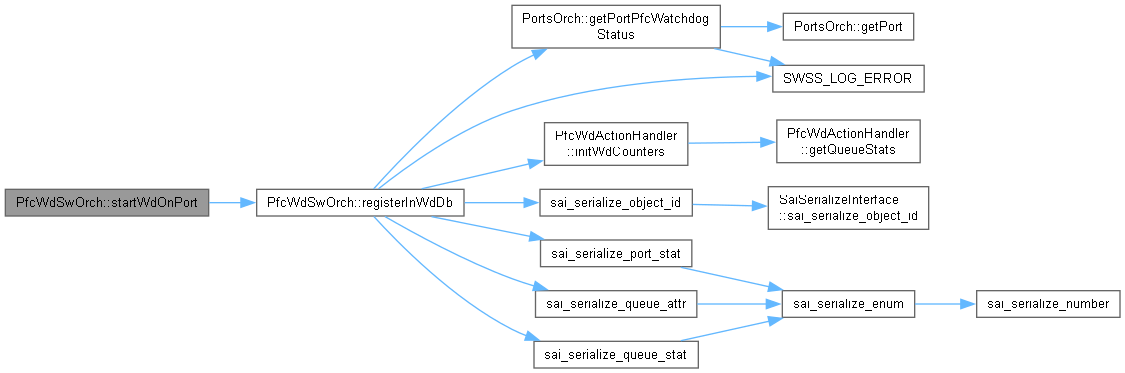 PortsOrch::getPortPfcWatchdog
Status
PortsOrch::getPort
SWSS_LOG_ERROR
PfcWdActionHandler
::initWdCounters
PfcWdActionHandler
::getQueueStats
PfcWdSwOrch::startWdOnPort
PfcWdSwOrch::registerInWdDb
sai_serialize_object_id
SaiSerializeInterface
::sai_serialize_object_id
sai_serialize_port_stat
sai_serialize_queue_attr
sai_serialize_enum
sai_serialize_number
sai_serialize_queue_stat